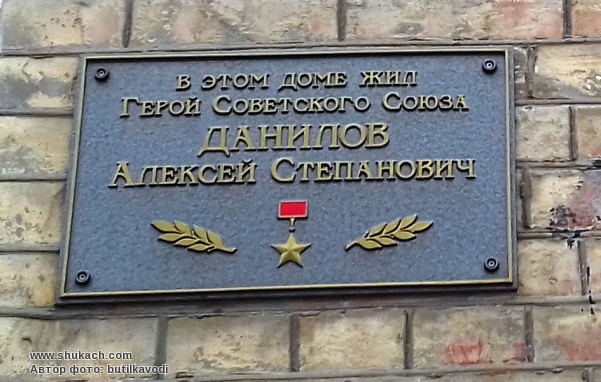 В ЭТОМ ДОМЕ ЖИЛ
ГЕРОЙ СОВЕТСКОГО СОЮЗА
ДАНИЛОВ
АЛЕКСЕЙ СТЕПАНОВИЧ
www.shukach.com
Автор фото: butilkavodi